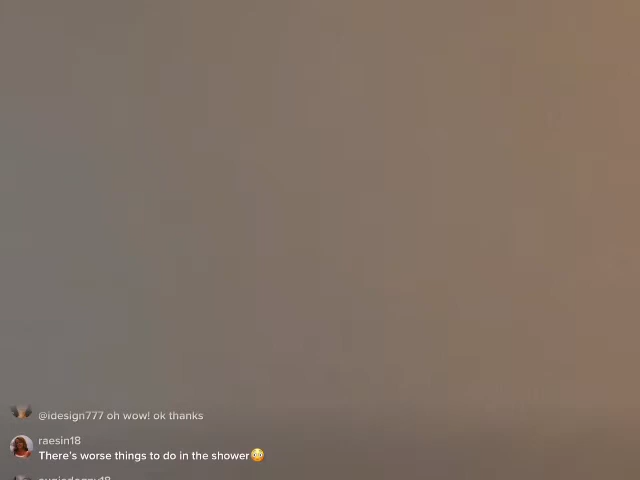 @idesign777 oh wow! ok thanks
raesin18
There's worse things to do in the shower😳